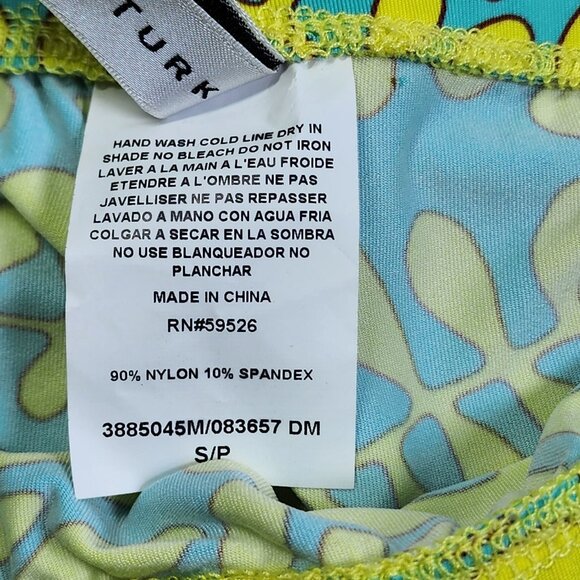 TURK
HAND WASH COLD LINE DRY IN
SHADE NO BLEACH DO NOT IRON
LAVER A LA MAIN A L'EAU FROIDE
ETENDRE A L'OMBRE NE PAS
JAVELLISER NE PAS REPASSER
LAVADO A MANO CON AGUA FRIA
COLGAR A SECAR EN LA SOMBRA
NO USE BLANQUEADOR NO
PLANCHAR
MADE IN CHINA
RN#59526
90% NYLON 10% SPANDEX
3885045M/083657 DM
S/P